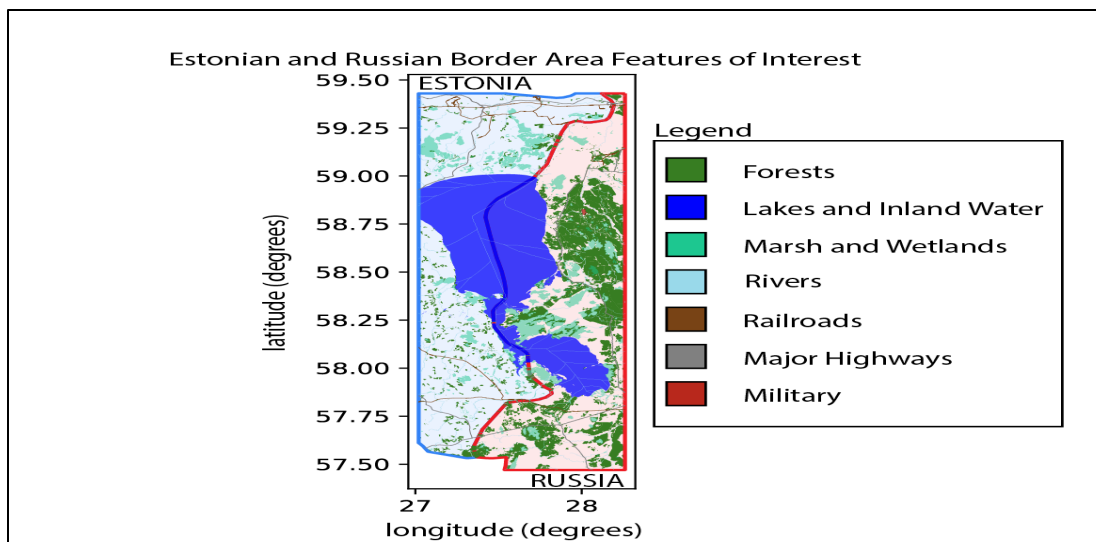 Estonian and Russian Border Area Features of Interest
ESTONIA
59.50
59.25
59.00
58.75
58.50
58.25
58.00
57.75
57.50
latitude (degrees)
RUSSIA
27
28
longitude (degrees)
Legend
Forests
Lakes and Inland Water
Marsh and Wetlands
Rivers
Railroads
Major Highways
Military